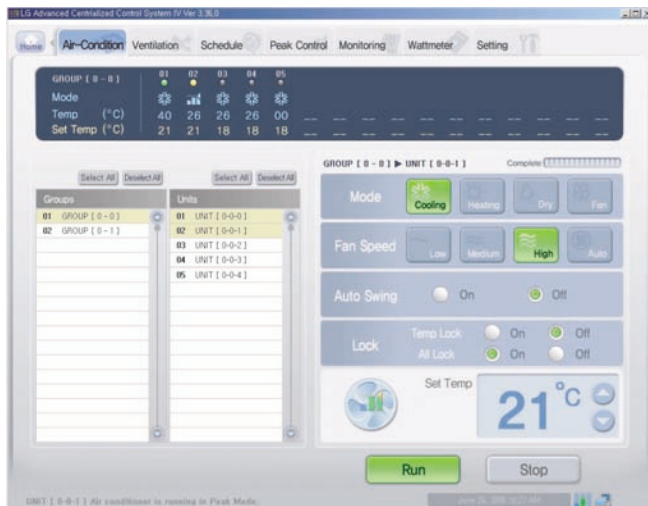 LG Advanced Centrialized Control System IV Ver 3.36.0
Home Air-Condition Ventilation Schedule Peak Control Monitoring Wattmeter Setting
GROUP [ 0 - 0 ] 01 02 03 04 05
Mode
Temp (°C) 40 26 26 26 00 -- -- -- -- -- -- -- -- -- -- --
Set Temp (°C) 21 21 18 18 18 -- -- -- -- -- -- -- -- -- -- --
GROUP [ 0 - 0 ] ▶ UNIT [ 0-0-1 ] Complete
Select All Deselect All Select All Deselect All
Groups Units
01 GROUP [ 0 - 0 ] 01 UNIT [ 0-0-0 ]
02 GROUP [ 0 - 1 ] 02 UNIT [ 0-0-1 ]
03 UNIT [ 0-0-2 ]
04 UNIT [ 0-0-3 ]
05 UNIT [ 0-0-4 ]
Mode Cooling Heating Dry Fan
Fan Speed Low Medium High Auto
Auto Swing On Off
Lock Temp Lock On Off
All Lock On Off
Set Temp 21°C
Run Stop
UNIT [ 0-0-1 ] Air conditioner is running in Peak Mode.